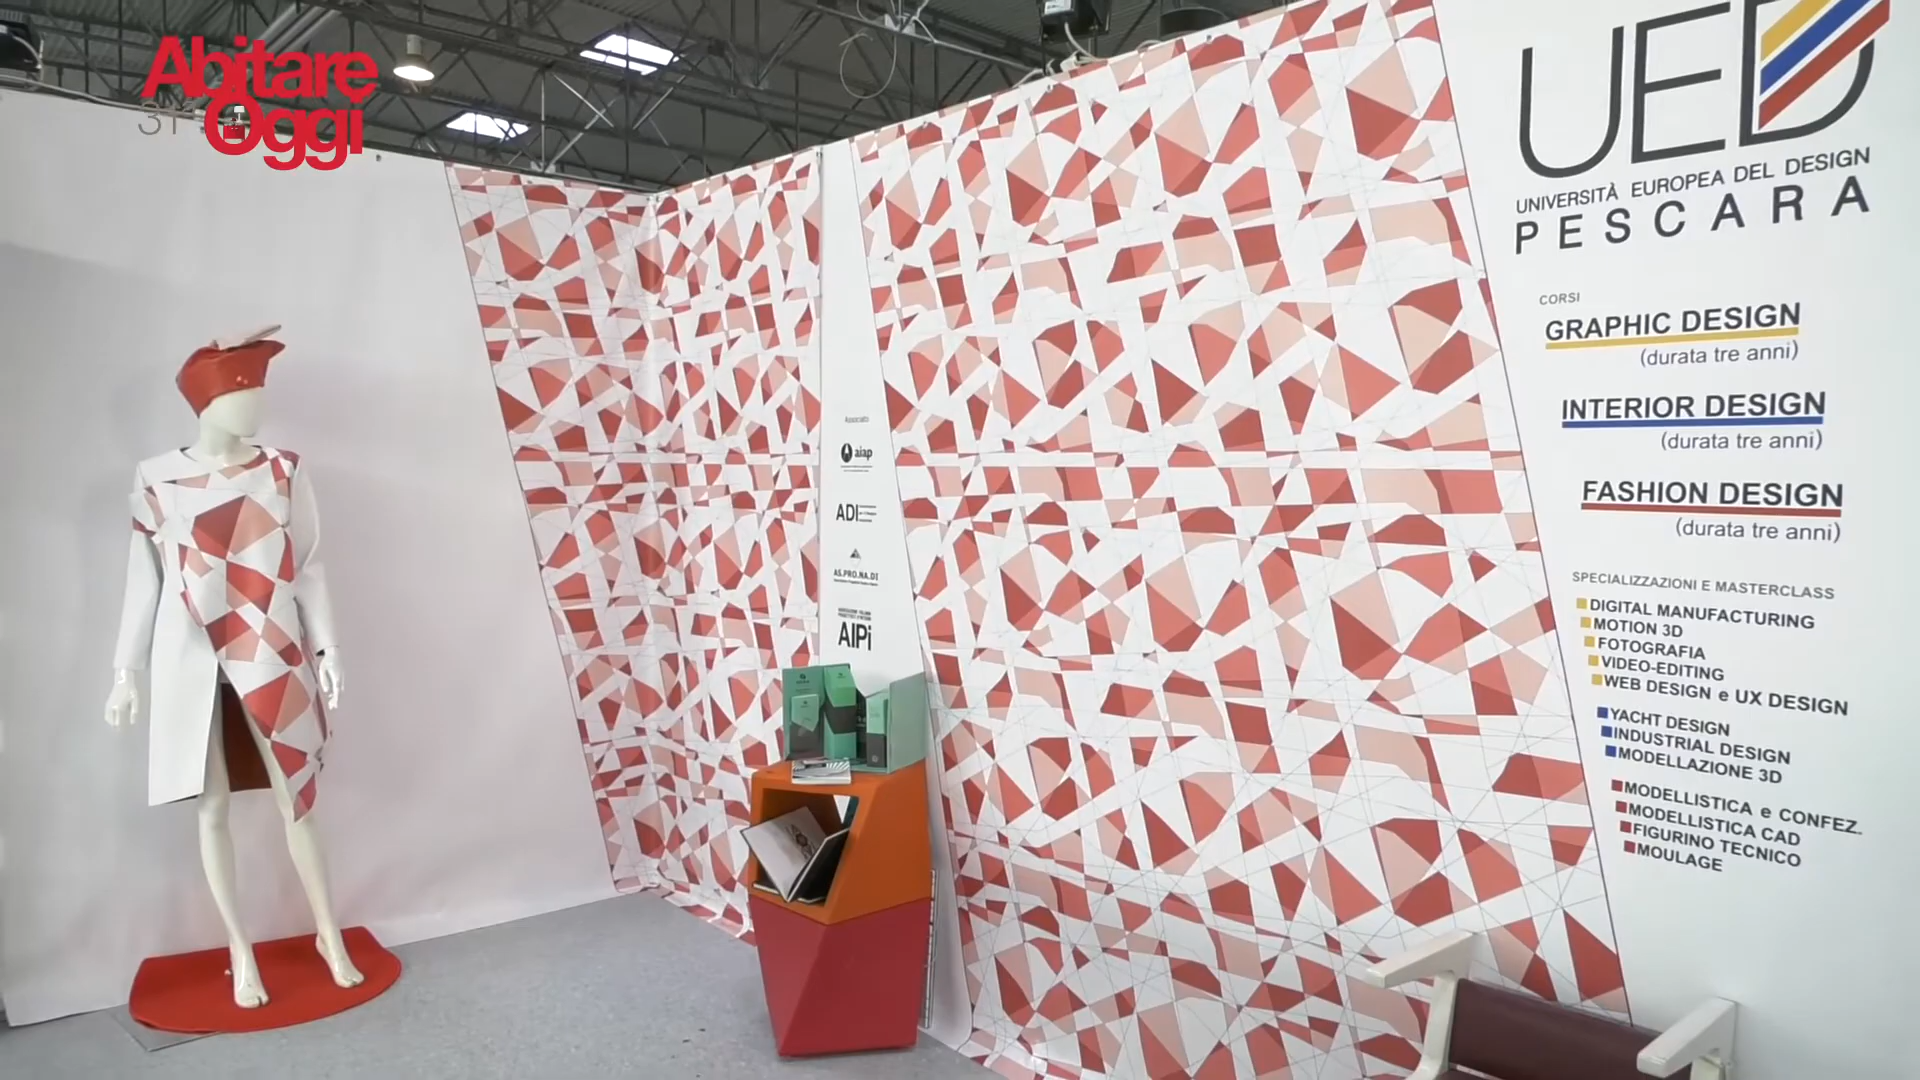 Abitare
Oggi
31
UED
UNIVERSITÀ EUROPEA DEL DESIGN
PESCARA
CORSI
GRAPHIC DESIGN
(durata tre anni)
INTERIOR DESIGN
(durata tre anni)
FASHION DESIGN
(durata tre anni)
SPECIALIZZAZIONI E MASTERCLASS
DIGITAL MANUFACTURING
MOTION 3D
FOTOGRAFIA
VIDEO-EDITING
WEB DESIGN e UX DESIGN
YACHT DESIGN
INDUSTRIAL DESIGN
MODELLAZIONE 3D
MODELLISTICA e CONFEZ.
MODELLISTICA CAD
FIGURINO TECNICO
MOULAGE
Associato
aiap
ADI
AS.PRO.NA.DI
AIPi